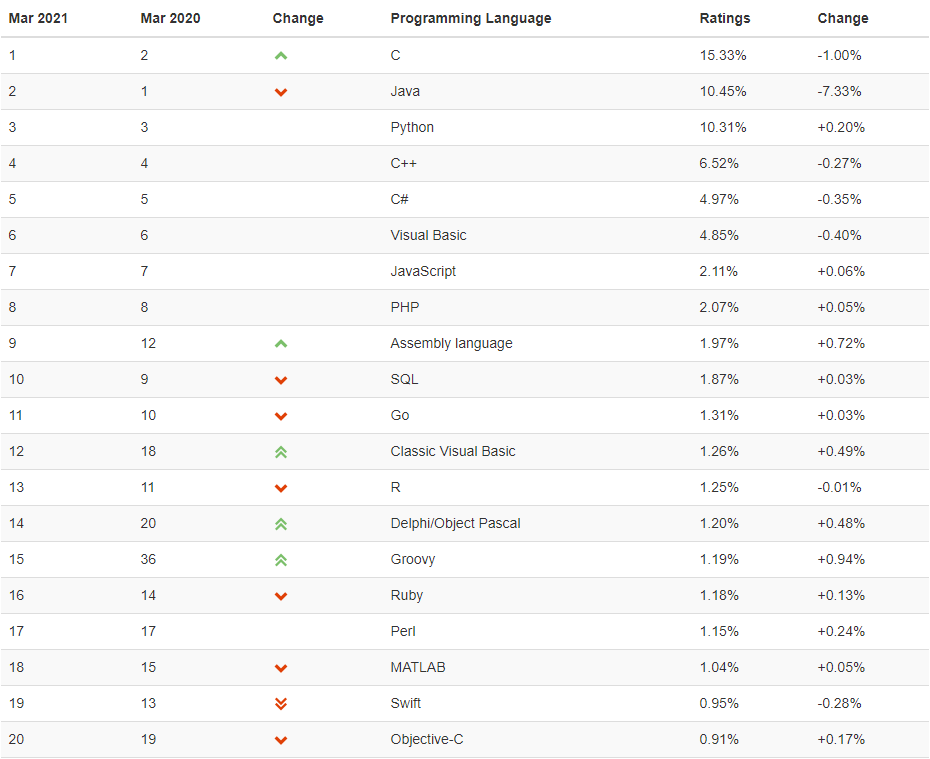 Mar 2021 Mar 2020 Change Programming Language Ratings Change
1 2 C 15.33% -1.00%
2 1 Java 10.45% -7.33%
3 3 Python 10.31% +0.20%
4 4 C++ 6.52% -0.27%
5 5 C# 4.97% -0.35%
6 6 Visual Basic 4.85% -0.40%
7 7 JavaScript 2.11% +0.06%
8 8 PHP 2.07% +0.05%
9 12 Assembly language 1.97% +0.72%
10 9 SQL 1.87% +0.03%
11 10 Go 1.31% +0.03%
12 18 Classic Visual Basic 1.26% +0.49%
13 11 R 1.25% -0.01%
14 20 Delphi/Object Pascal 1.20% +0.48%
15 36 Groovy 1.19% +0.94%
16 14 Ruby 1.18% +0.13%
17 17 Perl 1.15% +0.24%
18 15 MATLAB 1.04% +0.05%
19 13 Swift 0.95% -0.28%
20 19 Objective-C 0.91% +0.17%